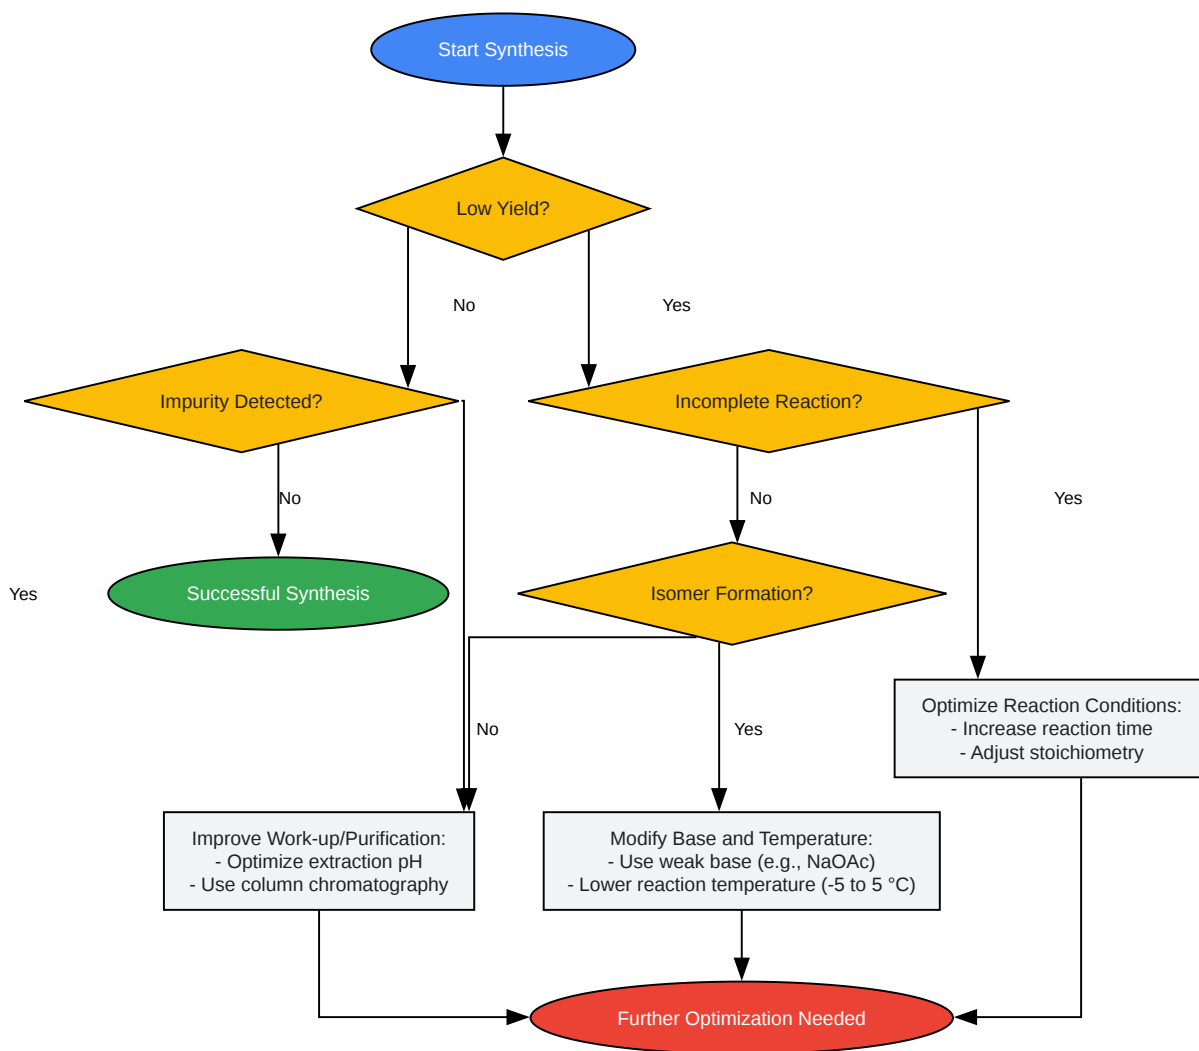 Start Synthesis
Low Yield?
No
Yes
Impurity Detected?
Incomplete Reaction?
No
No
Yes
Yes
Successful Synthesis
Isomer Formation?
No
Yes
Optimize Reaction Conditions:
- Increase reaction time
- Adjust stoichiometry
Improve Work-up/Purification:
- Optimize extraction pH
- Use column chromatography
Modify Base and Temperature:
- Use weak base (e.g., NaOAc)
- Lower reaction temperature (-5 to 5 °C)
Further Optimization Needed